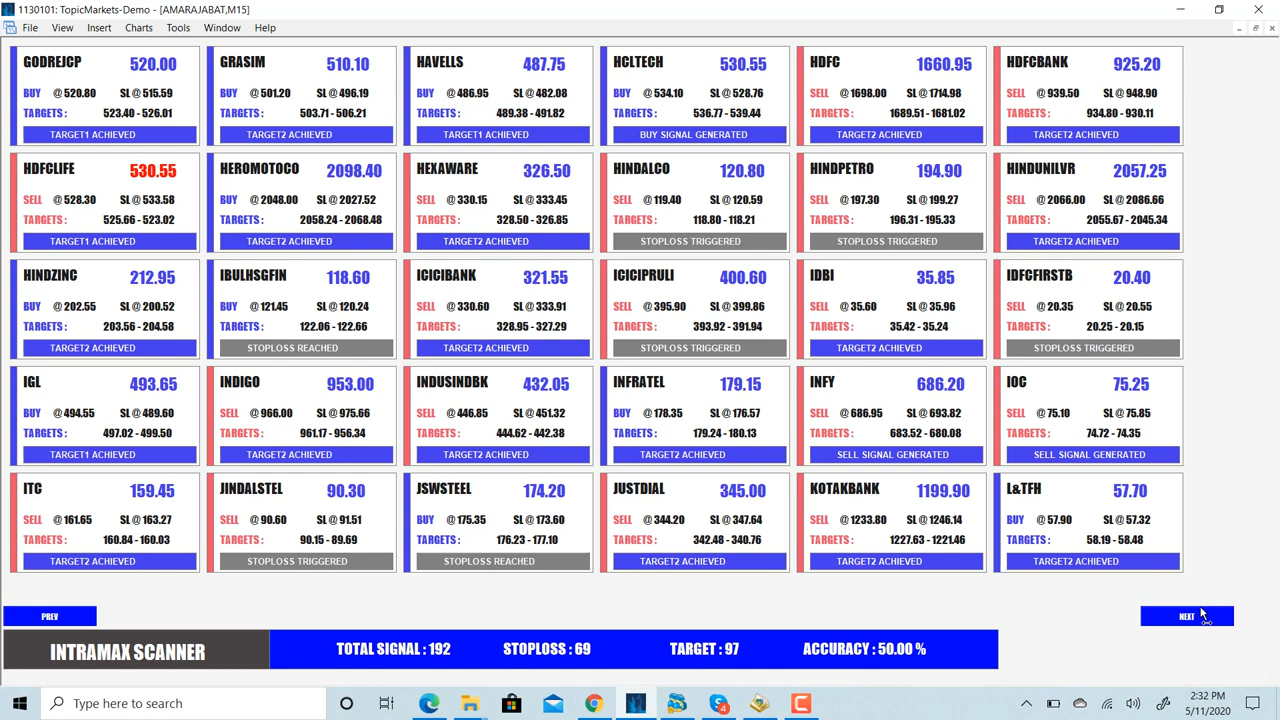 1130101: TopicMarkets-Demo - [AMARAJABAT,M15]
File View Insert Charts Tools Window Help
GODREJCP 520.00
BUY @ 520.80 SL @ 515.59
TARGETS : 523.40 - 526.01
TARGET1 ACHIEVED
GRASIM 510.10
BUY @ 501.20 SL @ 496.19
TARGETS : 503.71 - 506.21
TARGET2 ACHIEVED
HAVELLS 487.75
BUY @ 486.95 SL @ 482.08
TARGETS : 489.38 - 491.82
TARGET1 ACHIEVED
HCLTECH 530.55
BUY @ 534.10 SL @ 528.76
TARGETS : 536.77 - 539.44
BUY SIGNAL GENERATED
HDFC 1660.95
SELL @ 1698.00 SL @ 1714.98
TARGETS : 1689.51 - 1681.02
TARGET2 ACHIEVED
HDFCBANK 925.20
SELL @ 939.50 SL @ 948.90
TARGETS : 934.80 - 930.11
TARGET2 ACHIEVED
HDFCLIFE 530.55
SELL @ 528.30 SL @ 533.58
TARGETS : 525.66 - 523.02
TARGET1 ACHIEVED
HEROMOTOCO 2098.40
BUY @ 2048.00 SL @ 2027.52
TARGETS : 2058.24 - 2068.48
TARGET2 ACHIEVED
HEXAWARE 326.50
SELL @ 330.15 SL @ 333.45
TARGETS : 328.50 - 326.85
TARGET2 ACHIEVED
HINDALCO 120.80
SELL @ 119.40 SL @ 120.59
TARGETS : 118.80 - 118.21
STOPLOSS TRIGGERED
HINDPETRO 194.90
SELL @ 197.30 SL @ 199.27
TARGETS : 196.31 - 195.33
STOPLOSS TRIGGERED
HINDUNILVR 2057.25
SELL @ 2066.00 SL @ 2086.66
TARGETS : 2055.67 - 2045.34
TARGET2 ACHIEVED
HINDZINC 212.95
BUY @ 202.55 SL @ 200.52
TARGETS : 203.56 - 204.58
TARGET2 ACHIEVED
IBULHSGFIN 118.60
BUY @ 121.45 SL @ 120.24
TARGETS : 122.06 - 122.66
STOPLOSS REACHED
ICICIBANK 321.55
SELL @ 330.60 SL @ 333.91
TARGETS : 328.95 - 327.29
TARGET2 ACHIEVED
ICICIPRULI 400.60
SELL @ 395.90 SL @ 399.86
TARGETS : 393.92 - 391.94
STOPLOSS TRIGGERED
IDBI 35.85
SELL @ 35.60 SL @ 35.96
TARGETS : 35.42 - 35.24
TARGET2 ACHIEVED
IDFCFIRSTB 20.40
SELL @ 20.35 SL @ 20.55
TARGETS : 20.25 - 20.15
STOPLOSS TRIGGERED
IGL 493.65
BUY @ 494.55 SL @ 489.60
TARGETS : 497.02 - 499.50
TARGET1 ACHIEVED
INDIGO 953.00
SELL @ 966.00 SL @ 975.66
TARGETS : 961.17 - 956.34
TARGET2 ACHIEVED
INDUSINDBK 432.05
SELL @ 446.85 SL @ 451.32
TARGETS : 444.62 - 442.38
TARGET2 ACHIEVED
INFRATEL 179.15
BUY @ 178.35 SL @ 176.57
TARGETS : 179.24 - 180.13
TARGET2 ACHIEVED
INFY 686.20
SELL @ 686.95 SL @ 693.82
TARGETS : 683.52 - 680.08
SELL SIGNAL GENERATED
IOC 75.25
SELL @ 75.10 SL @ 75.85
TARGETS : 74.72 - 74.35
SELL SIGNAL GENERATED
ITC 159.45
SELL @ 161.65 SL @ 163.27
TARGETS : 160.84 - 160.03
TARGET2 ACHIEVED
JINDALSTEL 90.30
SELL @ 90.60 SL @ 91.51
TARGETS : 90.15 - 89.69
STOPLOSS TRIGGERED
JSWSTEEL 174.20
BUY @ 175.35 SL @ 173.60
TARGETS : 176.23 - 177.10
STOPLOSS REACHED
JUSTDIAL 345.00
SELL @ 344.20 SL @ 347.64
TARGETS : 342.48 - 340.76
TARGET2 ACHIEVED
KOTAKBANK 1199.90
SELL @ 1233.80 SL @ 1246.14
TARGETS : 1227.63 - 1221.46
TARGET2 ACHIEVED
L&TFH 57.70
BUY @ 57.90 SL @ 57.32
TARGETS : 58.19 - 58.48
TARGET2 ACHIEVED
PREV NEXT
INTRAMAX SCANNER TOTAL SIGNAL : 192 STOPLOSS : 69 TARGET : 97 ACCURACY : 50.00 %
Type here to search
4
2:32 PM
5/11/2020